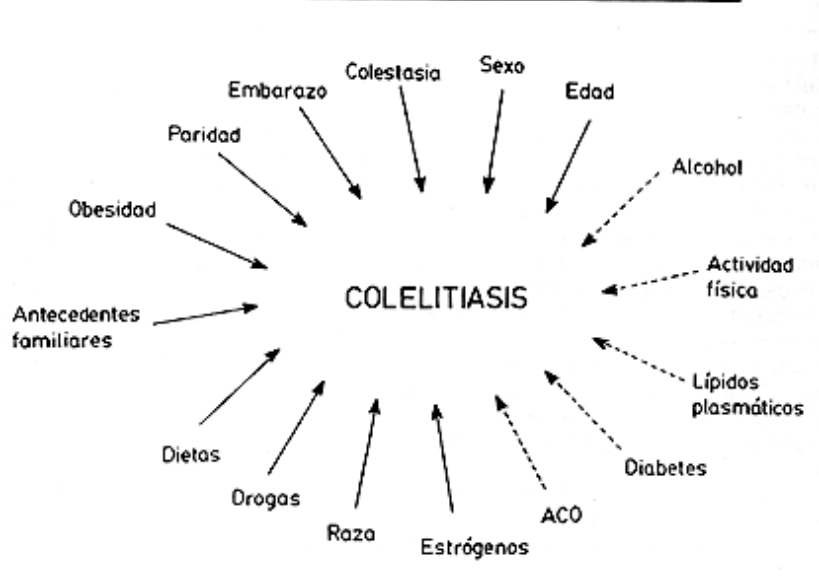 Colestasia
Sexo
Embarazo
Edad
Paridad
Alcohol
Obesidad
Actividad
física
COLELITIASIS
Antecedentes
familiares
Lípidos
plasmáticos
Dietas
Diabetes
Drogas
ACO
Raza
Estrógenos